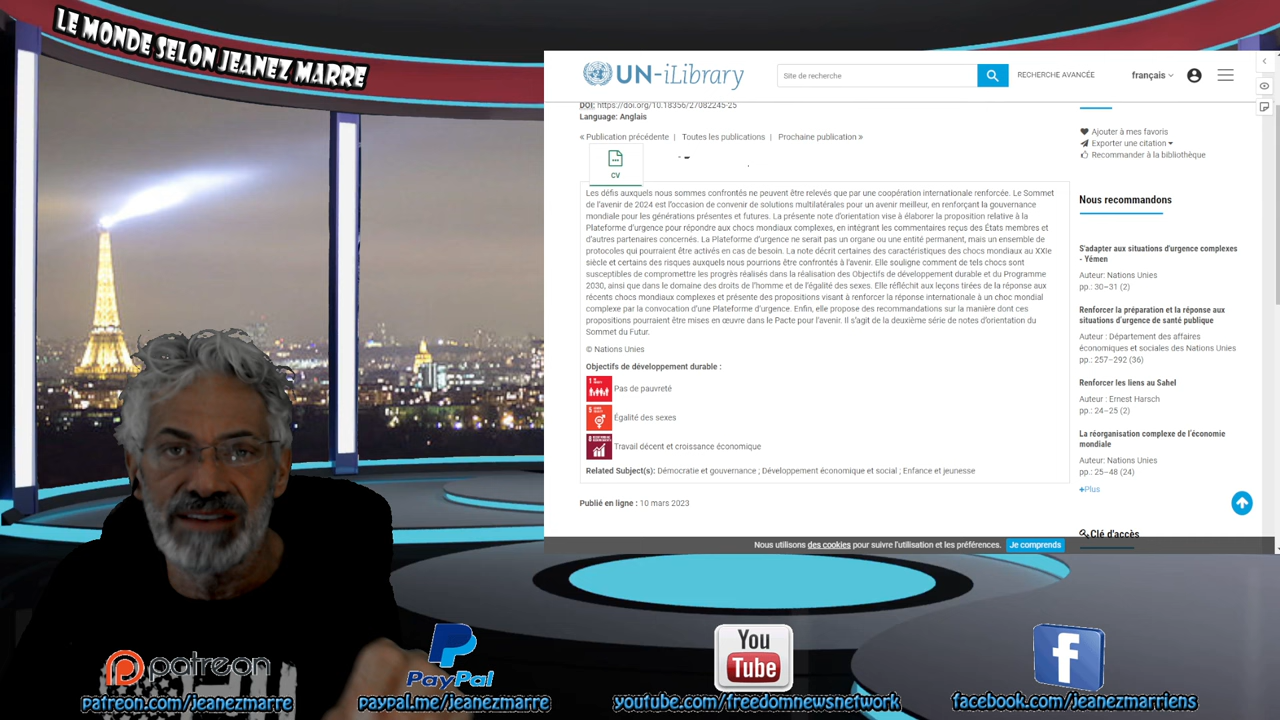 LE MONDE SELON JEANEZ MARRE
UN-iLibrary
Site de recherche
RECHERCHE AVANCÉE
français
DOI: https://doi.org/10.18356/27082245-25
Language: Anglais
« Publication précédente | Toutes les publications | Prochaine publication »
CV
Les défis auxquels nous sommes confrontés ne peuvent être relevés que par une coopération internationale renforcée. Le Sommet
de l'avenir de 2024 est l'occasion de convenir de solutions multilatérales pour un avenir meilleur, en renforçant la gouvernance
mondiale pour les générations présentes et futures. La présente note d'orientation vise à élaborer la proposition relative à la
Plateforme d'urgence pour répondre aux chocs mondiaux complexes, en intégrant les commentaires reçus des États membres et
d'autres partenaires concernés. La Plateforme d'urgence ne serait pas un organe ou une entité permanent, mais un ensemble de
protocoles qui pourraient être activés en cas de besoin. La note décrit certaines des caractéristiques des chocs mondiaux au XXIe
siècle et certains des risques auxquels nous pourrions être confrontés à l'avenir. Elle souligne comment de tels chocs sont
susceptibles de compromettre les progrès réalisés dans la réalisation des Objectifs de développement durable et du Programme
2030, ainsi que dans le domaine des droits de l'homme et de l'égalité des sexes. Elle réfléchit aux leçons tirées de la réponse aux
récents chocs mondiaux complexes et présente des propositions visant à renforcer la réponse internationale à un choc mondial
complexe par la convocation d'une Plateforme d'urgence. Enfin, elle propose des recommandations sur la manière dont ces
propositions pourraient être mises en œuvre dans le Pacte pour l'avenir. Il s'agit de la deuxième série de notes d'orientation du
Sommet du Futur.
© Nations Unies
Objectifs de développement durable :
Pas de pauvreté
Égalité des sexes
Travail décent et croissance économique
Related Subject(s): Démocratie et gouvernance ; Développement économique et social ; Enfance et jeunesse
Publié en ligne : 10 mars 2023
Ajouter à mes favoris
Exporter une citation
Recommander à la bibliothèque
Nous recommandons
S'adapter aux situations d'urgence complexes
- Yémen
Auteur: Nations Unies
pp.: 30–31 (2)
Renforcer la préparation et la réponse aux
situations d'urgence de santé publique
Auteur : Département des affaires
économiques et sociales des Nations Unies
pp.: 257–292 (36)
Renforcer les liens au Sahel
Auteur : Ernest Harsch
pp.: 24–25 (2)
La réorganisation complexe de l'économie
mondiale
Auteur: Nations Unies
pp.: 25–48 (24)
+Plus
Clé d'accès
Nous utilisons des cookies pour suivre l'utilisation et les préférences. Je comprends
patreon
PayPal
You
Tube
f
patreon.com/jeanezmarre
paypal.me/jeanezmarre
youtube.com/freedomnewsnetwork
facebook.com/jeanezmarriens